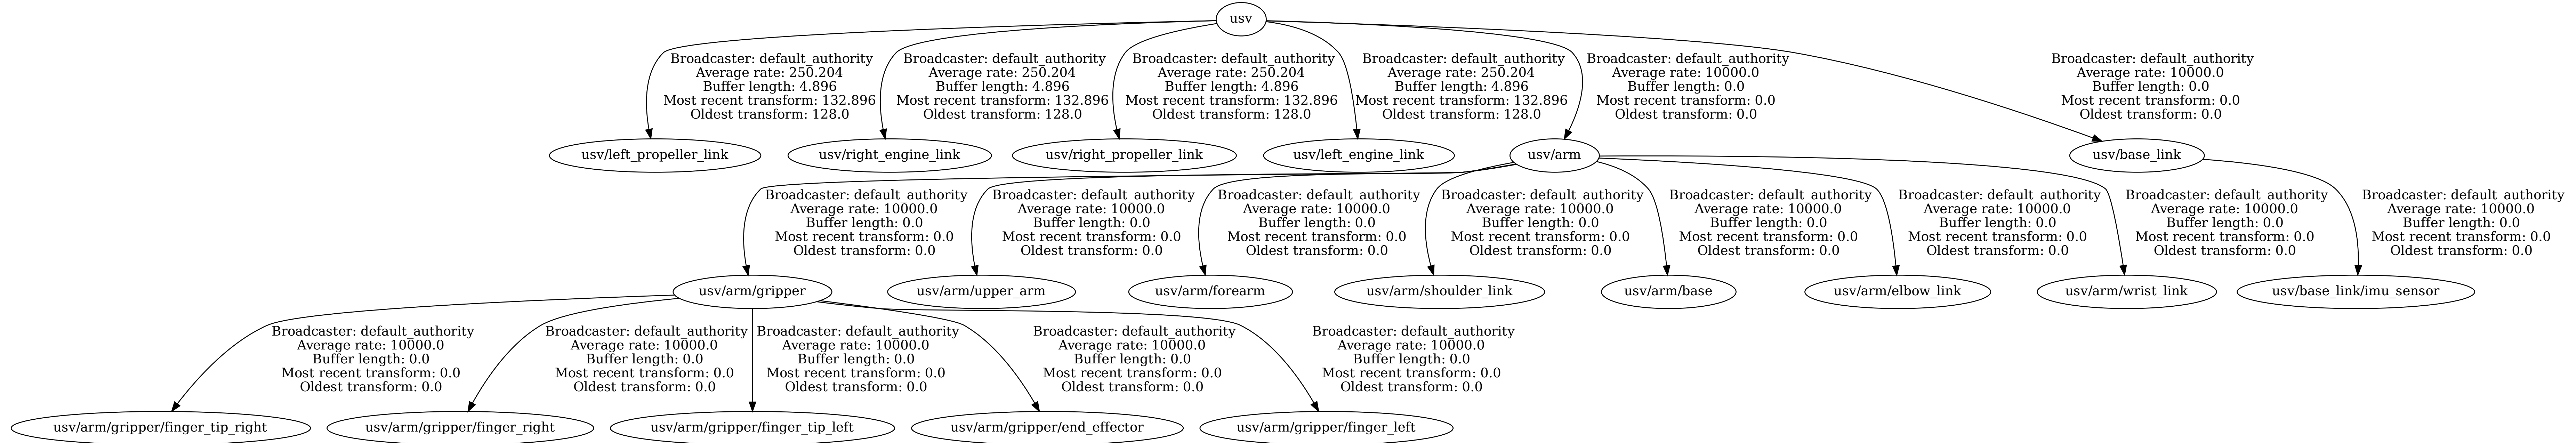 usv
Broadcaster: default_authority
Average rate: 250.204
Buffer length: 4.896
Most recent transform: 132.896
Oldest transform: 128.0
Broadcaster: default_authority
Average rate: 250.204
Buffer length: 4.896
Most recent transform: 132.896
Oldest transform: 128.0
Broadcaster: default_authority
Average rate: 250.204
Buffer length: 4.896
Most recent transform: 132.896
Oldest transform: 128.0
Broadcaster: default_authority
Average rate: 250.204
Buffer length: 4.896
Most recent transform: 132.896
Oldest transform: 128.0
Broadcaster: default_authority
Average rate: 10000.0
Buffer length: 0.0
Most recent transform: 0.0
Oldest transform: 0.0
Broadcaster: default_authority
Average rate: 10000.0
Buffer length: 0.0
Most recent transform: 0.0
Oldest transform: 0.0
usv/left_propeller_link
usv/right_engine_link
usv/right_propeller_link
usv/left_engine_link
usv/arm
usv/base_link
Broadcaster: default_authority
Average rate: 10000.0
Buffer length: 0.0
Most recent transform: 0.0
Oldest transform: 0.0
Broadcaster: default_authority
Average rate: 10000.0
Buffer length: 0.0
Most recent transform: 0.0
Oldest transform: 0.0
Broadcaster: default_authority
Average rate: 10000.0
Buffer length: 0.0
Most recent transform: 0.0
Oldest transform: 0.0
Broadcaster: default_authority
Average rate: 10000.0
Buffer length: 0.0
Most recent transform: 0.0
Oldest transform: 0.0
Broadcaster: default_authority
Average rate: 10000.0
Buffer length: 0.0
Most recent transform: 0.0
Oldest transform: 0.0
Broadcaster: default_authority
Average rate: 10000.0
Buffer length: 0.0
Most recent transform: 0.0
Oldest transform: 0.0
Broadcaster: default_authority
Average rate: 10000.0
Buffer length: 0.0
Most recent transform: 0.0
Oldest transform: 0.0
Broadcaster: default_authority
Average rate: 10000.0
Buffer length: 0.0
Most recent transform: 0.0
Oldest transform: 0.0
usv/arm/gripper
usv/arm/upper_arm
usv/arm/forearm
usv/arm/shoulder_link
usv/arm/base
usv/arm/elbow_link
usv/arm/wrist_link
usv/base_link/imu_sensor
Broadcaster: default_authority
Average rate: 10000.0
Buffer length: 0.0
Most recent transform: 0.0
Oldest transform: 0.0
Broadcaster: default_authority
Average rate: 10000.0
Buffer length: 0.0
Most recent transform: 0.0
Oldest transform: 0.0
Broadcaster: default_authority
Average rate: 10000.0
Buffer length: 0.0
Most recent transform: 0.0
Oldest transform: 0.0
Broadcaster: default_authority
Average rate: 10000.0
Buffer length: 0.0
Most recent transform: 0.0
Oldest transform: 0.0
Broadcaster: default_authority
Average rate: 10000.0
Buffer length: 0.0
Most recent transform: 0.0
Oldest transform: 0.0
usv/arm/gripper/finger_tip_right
usv/arm/gripper/finger_right
usv/arm/gripper/finger_tip_left
usv/arm/gripper/end_effector
usv/arm/gripper/finger_left